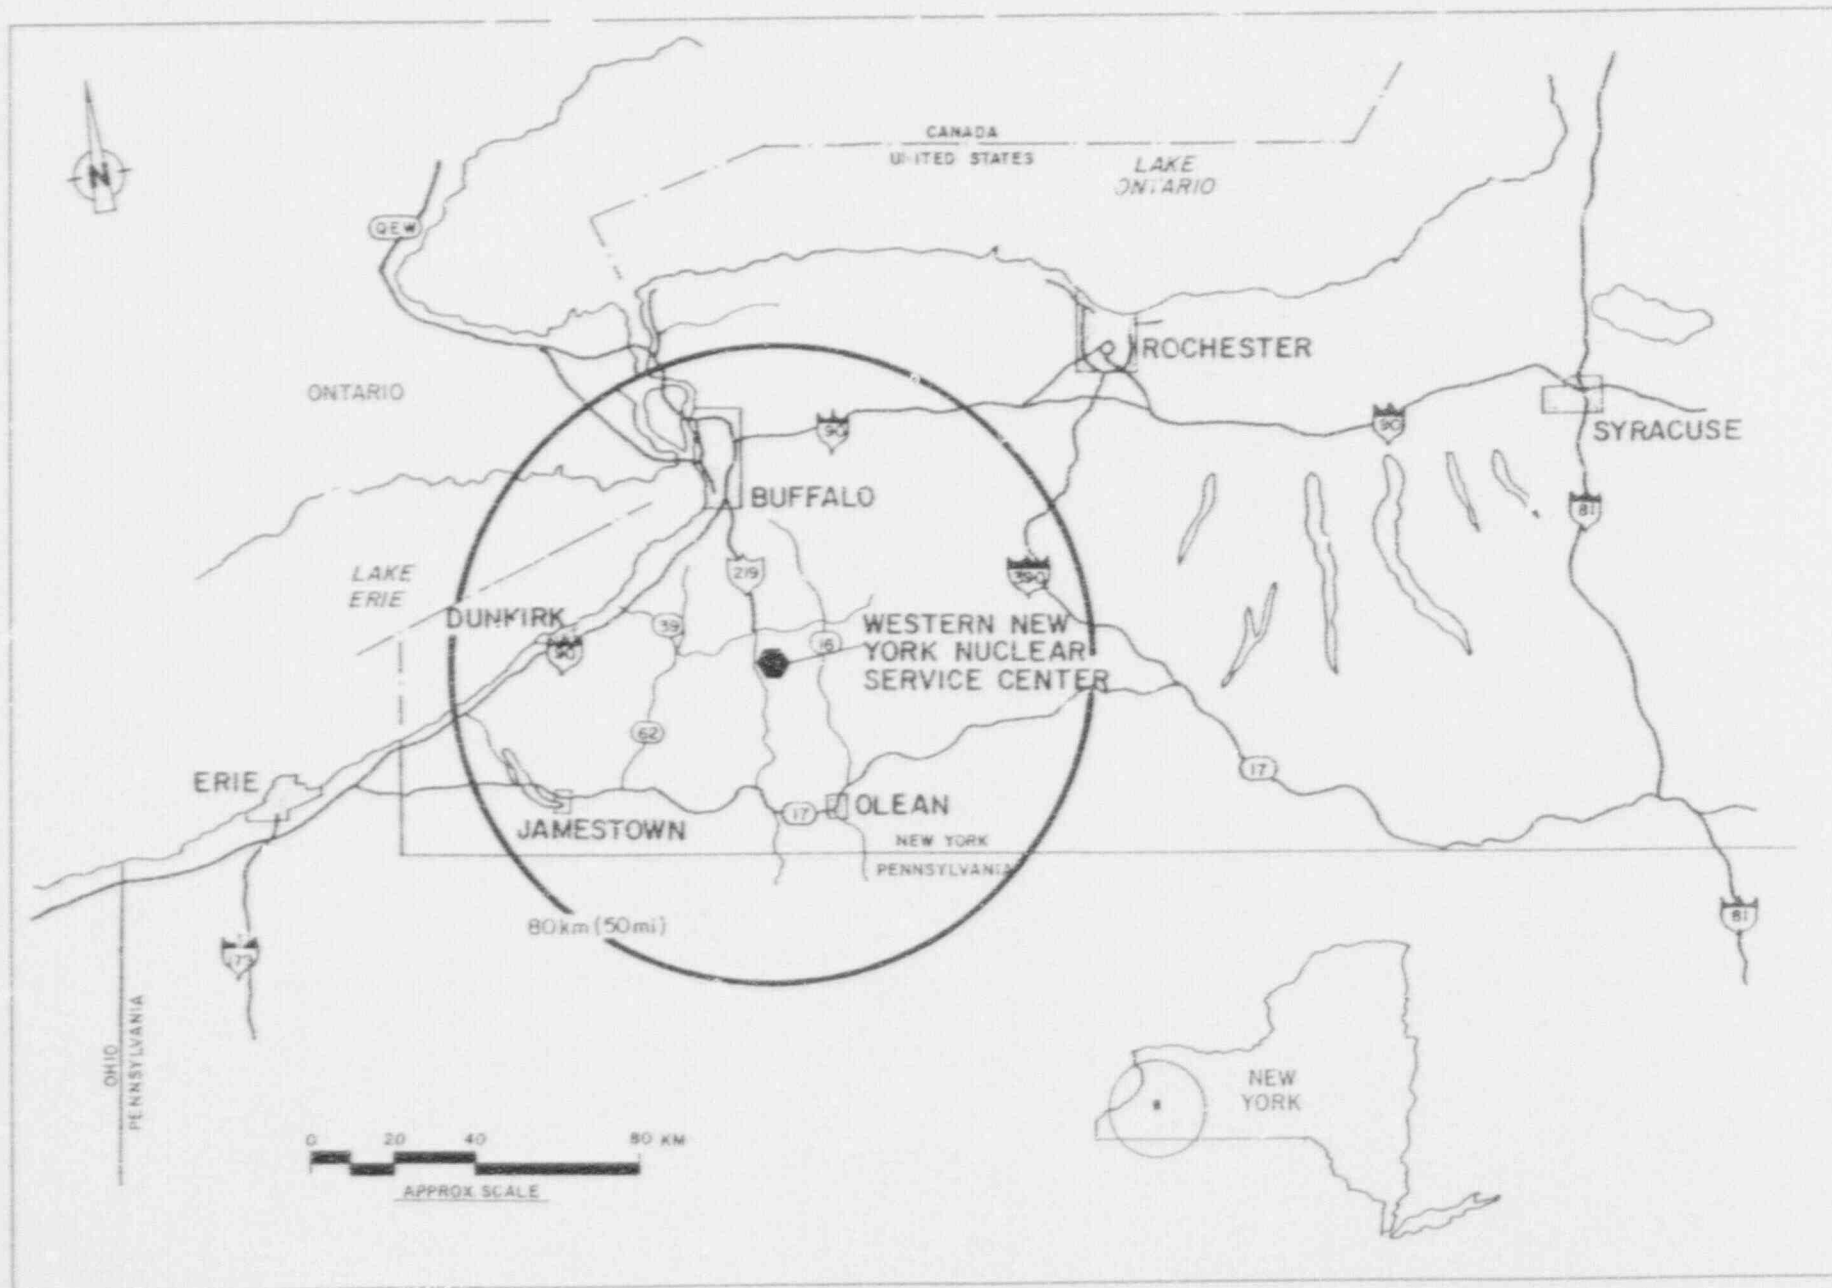 CANADA
UNITED STATES
LAKE
ONTARIO
N
QEW
ROCHESTER
ONTARIO
90
90
SYRACUSE
BUFFALO
81
219
390
LAKE
ERIE
DUNKIRK
39
16
WESTERN NEW
YORK NUCLEAR
SERVICE CENTER
90
62
17
ERIE
17
OLEAN
JAMESTOWN
NEW YORK
PENNSYLVANIA
81
80km (50mi)
OHIO
PENNSYLVANIA
NEW
YORK
0 20 40 80 KM
APPROX SCALE